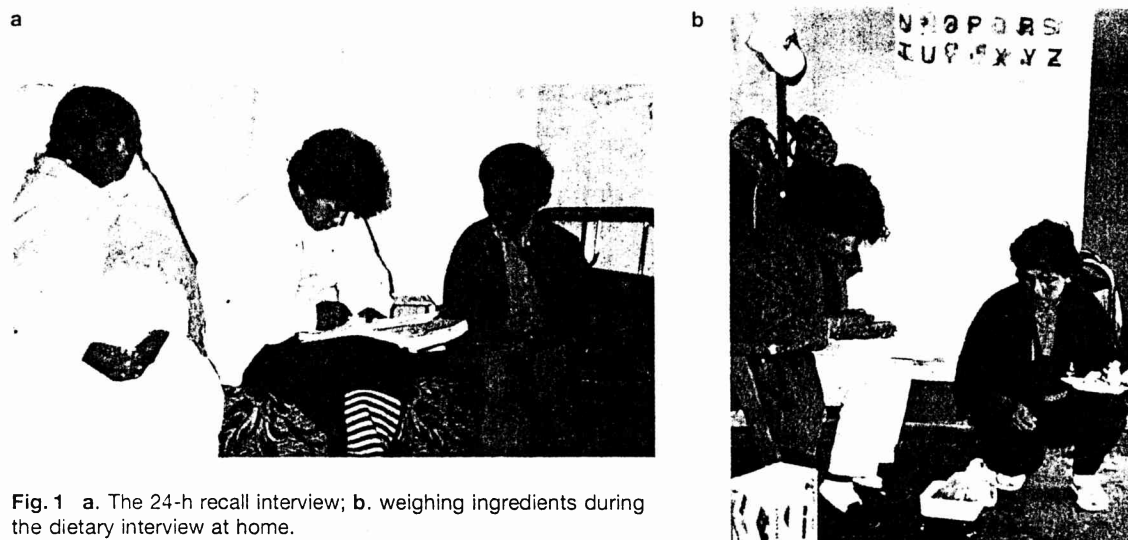 a
b
N O P Q R S
T U V W X Y Z
Fig. 1 a. The 24-h recall interview; b. weighing ingredients during
the dietary interview at home.